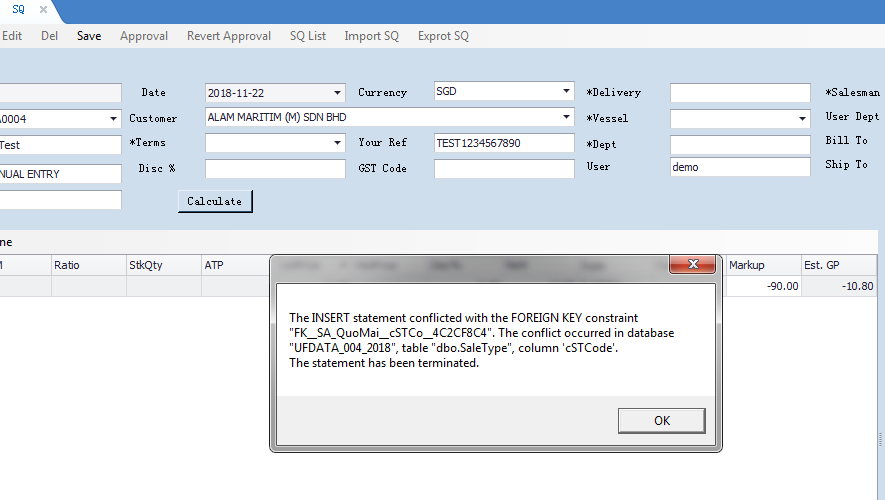 SQ
Edit Del Save Approval Revert Approval SQ List Import SQ Exprot SQ
Date 2018-11-22 Currency SGD *Delivery *Salesman
A0004 Customer ALAM MARITIM (M) SDN BHD *Vessel User Dept
Test *Terms Your Ref TEST1234567890 *Dept Bill To
NUAL ENTRY Disc % GST Code User demo Ship To
Calculate
ne
M Ratio StkQty ATP Markup Est. GP
-90.00 -10.80
The INSERT statement conflicted with the FOREIGN KEY constraint
"FK__SA_QuoMai__cSTCo__4C2CF8C4". The conflict occurred in database
"UFDATA_004_2018", table "dbo.SaleType", column 'cSTCode'.
The statement has been terminated.
OK